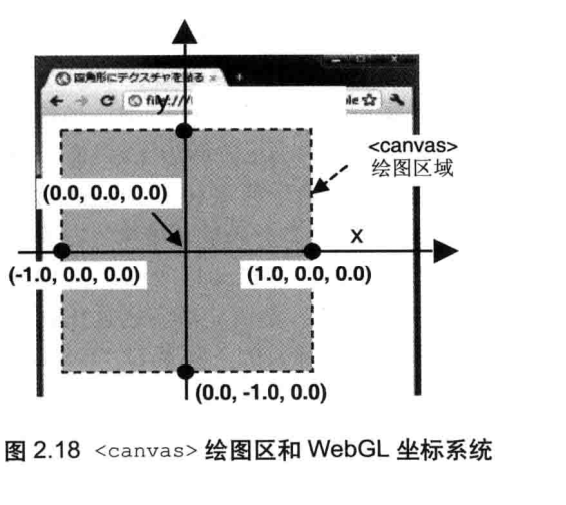 四角形にテクスチャを貼る ×
file:///
le
y
<canvas>
绘图区域
(0.0, 0.0, 0.0)
x
(-1.0, 0.0, 0.0)
(1.0, 0.0, 0.0)
(0.0, -1.0, 0.0)
图 2.18 <canvas> 绘图区和 WebGL 坐标系统